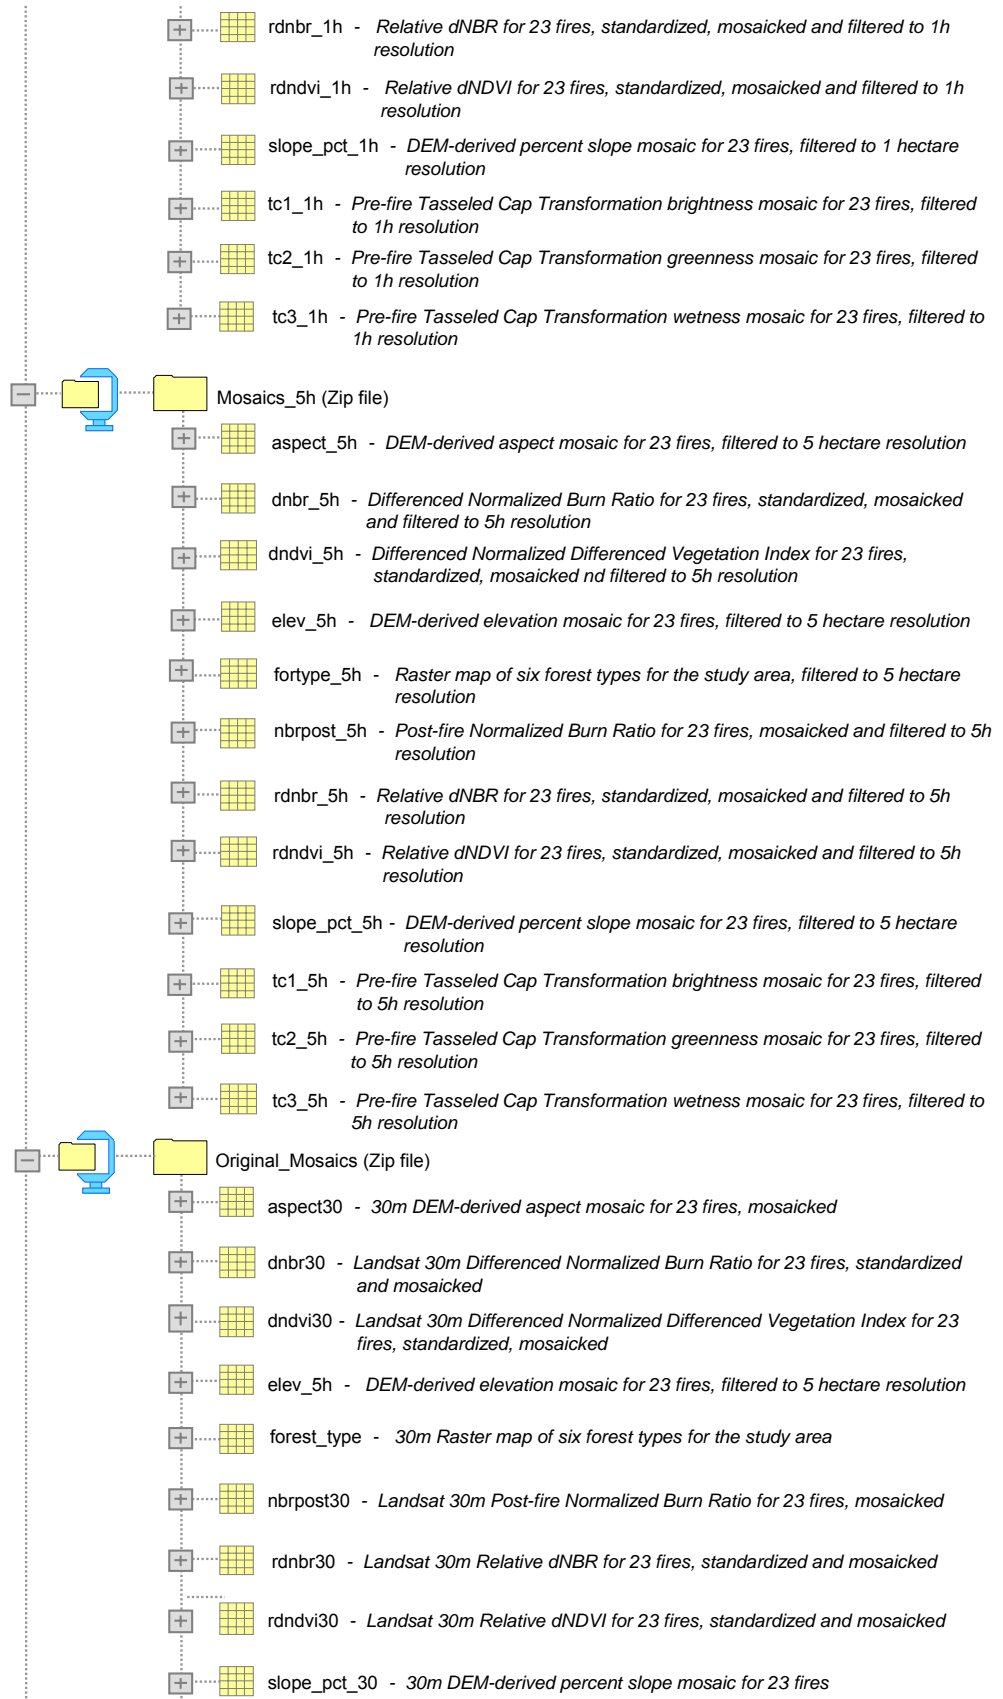 rdnbr_1h - Relative dNBR for 23 fires, standardized, mosaicked and filtered to 1h
resolution
rdndvi_1h - Relative dNDVI for 23 fires, standardized, mosaicked and filtered to 1h
resolution
slope_pct_1h - DEM-derived percent slope mosaic for 23 fires, filtered to 1 hectare
resolution
tc1_1h - Pre-fire Tasseled Cap Transformation brightness mosaic for 23 fires, filtered
to 1h resolution
tc2_1h - Pre-fire Tasseled Cap Transformation greenness mosaic for 23 fires, filtered
to 1h resolution
tc3_1h - Pre-fire Tasseled Cap Transformation wetness mosaic for 23 fires, filtered to
1h resolution
Mosaics_5h (Zip file)
aspect_5h - DEM-derived aspect mosaic for 23 fires, filtered to 5 hectare resolution
dnbr_5h - Differenced Normalized Burn Ratio for 23 fires, standardized, mosaicked
and filtered to 5h resolution
dndvi_5h - Differenced Normalized Differenced Vegetation Index for 23 fires,
standardized, mosaicked nd filtered to 5h resolution
elev_5h - DEM-derived elevation mosaic for 23 fires, filtered to 5 hectare resolution
fortype_5h - Raster map of six forest types for the study area, filtered to 5 hectare
resolution
nbrpost_5h - Post-fire Normalized Burn Ratio for 23 fires, mosaicked and filtered to 5h
resolution
rdnbr_5h - Relative dNBR for 23 fires, standardized, mosaicked and filtered to 5h
resolution
rdndvi_5h - Relative dNDVI for 23 fires, standardized, mosaicked and filtered to 5h
resolution
slope_pct_5h - DEM-derived percent slope mosaic for 23 fires, filtered to 5 hectare
resolution
tc1_5h - Pre-fire Tasseled Cap Transformation brightness mosaic for 23 fires, filtered
to 5h resolution
tc2_5h - Pre-fire Tasseled Cap Transformation greenness mosaic for 23 fires, filtered
to 5h resolution
tc3_5h - Pre-fire Tasseled Cap Transformation wetness mosaic for 23 fires, filtered to
5h resolution
Original_Mosaics (Zip file)
aspect30 - 30m DEM-derived aspect mosaic for 23 fires, mosaicked
dnbr30 - Landsat 30m Differenced Normalized Burn Ratio for 23 fires, standardized
and mosaicked
dndvi30 - Landsat 30m Differenced Normalized Differenced Vegetation Index for 23
fires, standardized, mosaicked
elev_5h - DEM-derived elevation mosaic for 23 fires, filtered to 5 hectare resolution
forest_type - 30m Raster map of six forest types for the study area
nbrpost30 - Landsat 30m Post-fire Normalized Burn Ratio for 23 fires, mosaicked
rdnbr30 - Landsat 30m Relative dNBR for 23 fires, standardized and mosaicked
rdndvi30 - Landsat 30m Relative dNDVI for 23 fires, standardized and mosaicked
slope_pct_30 - 30m DEM-derived percent slope mosaic for 23 fires